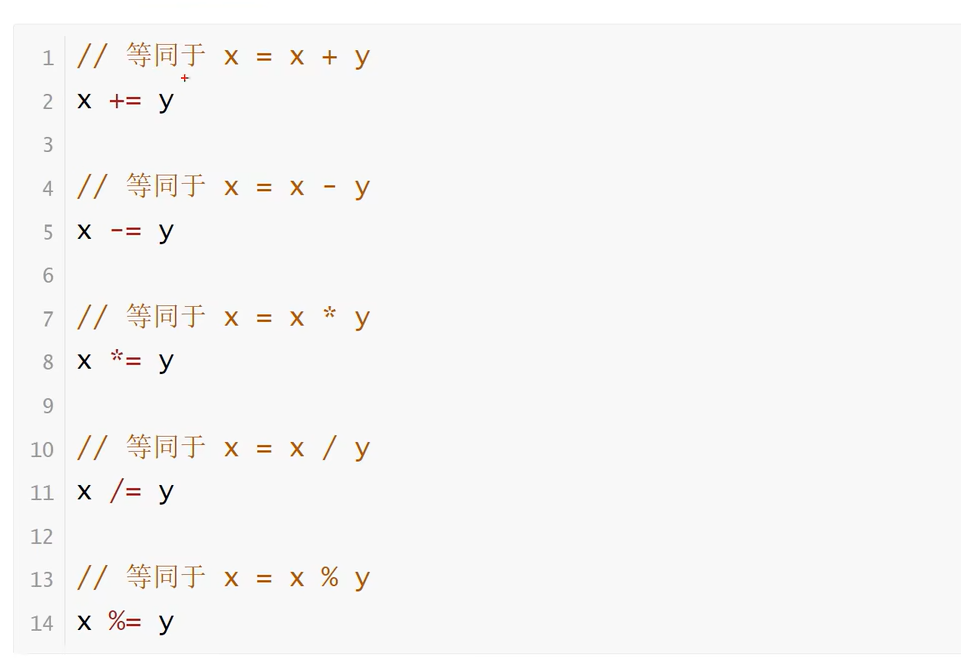 1 // 等同于 x = x + y
2 x += y
3
4 // 等同于 x = x - y
5 x -= y
6
7 // 等同于 x = x * y
8 x *= y
9
10 // 等同于 x = x / y
11 x /= y
12
13 // 等同于 x = x % y
14 x %= y